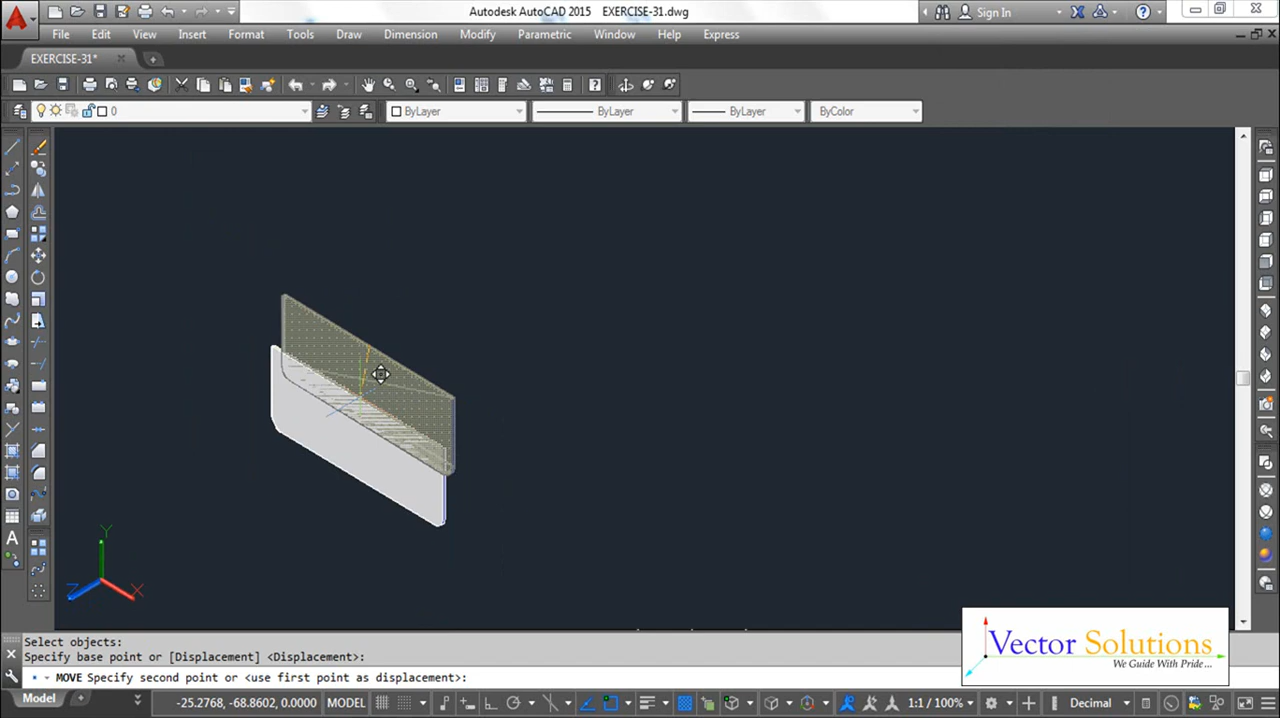 Autodesk AutoCAD 2015 EXERCISE-31.dwg
Sign In
File Edit View Insert Format Tools Draw Dimension Modify Parametric Window Help Express
EXERCISE-31*
0 ByLayer ByLayer ByLayer ByColor
A
Y
Z
X
Select objects:
Specify base point or [Displacement] <Displacement>:
MOVE Specify second point or <use first point as displacement>:
Vector Solutions
We Guide With Pride...
Model -25.2768, -68.8602, 0.0000 MODEL 1:1 / 100% Decimal